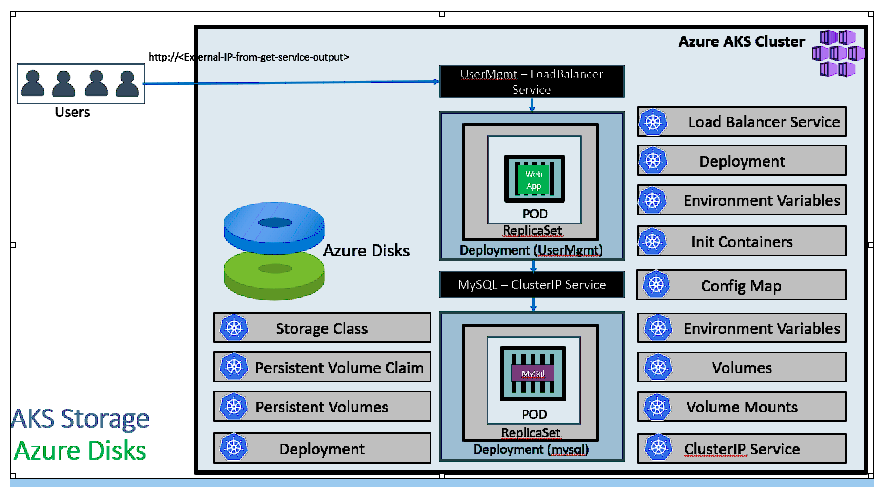 Azure AKS Cluster
http://<External-IP-from-get-service-output>
Users
UserMgmt – LoadBalancer
Service
Web
App
POD
ReplicaSet
Deployment (UserMgmt)
MySQL – ClusterIP Service
MySql
POD
ReplicaSet
Deployment (mysql)
Azure Disks
Storage Class
Persistent Volume Claim
Persistent Volumes
Deployment
Load Balancer Service
Deployment
Environment Variables
Init Containers
Config Map
Environment Variables
Volumes
Volume Mounts
ClusterIP Service
AKS Storage
Azure Disks